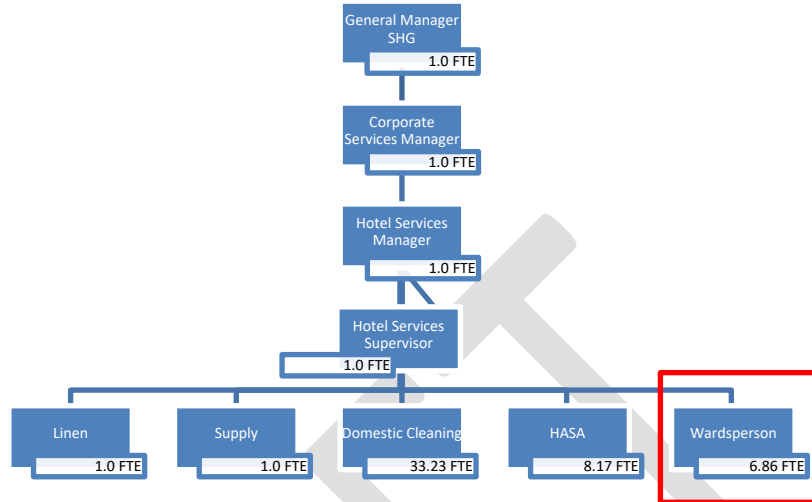 General Manager
SHG
1.0 FTE
Corporate
Services Manager
1.0 FTE
Hotel Services
Manager
1.0 FTE
Hotel Services
Supervisor
1.0 FTE
Linen
1.0 FTE
Supply
1.0 FTE
Domestic Cleaning
33.23 FTE
HASA
8.17 FTE
Wardsperson
6.86 FTE